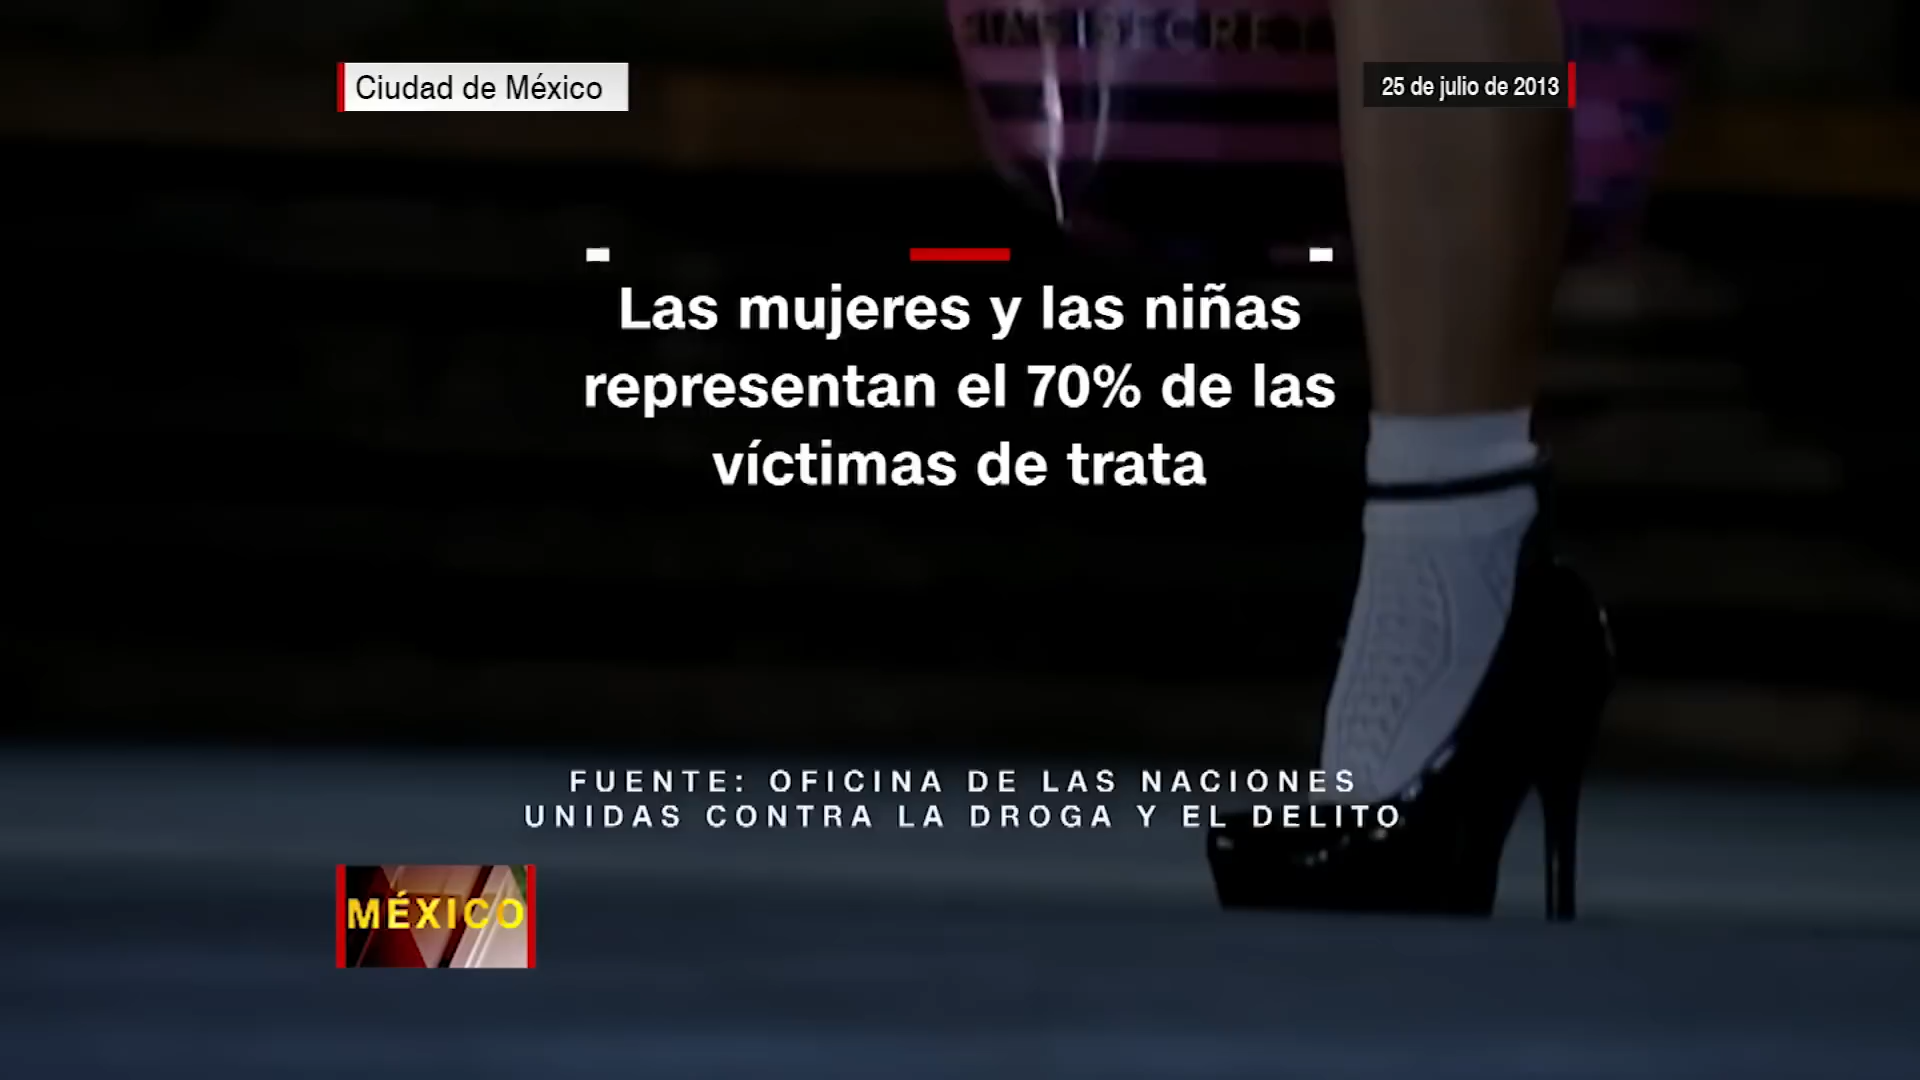 Ciudad de México
25 de julio de 2013
Las mujeres y las niñas
representan el 70% de las
víctimas de trata
FUENTE: OFICINA DE LAS NACIONES
UNIDAS CONTRA LA DROGA Y EL DELITO
MÉXICO